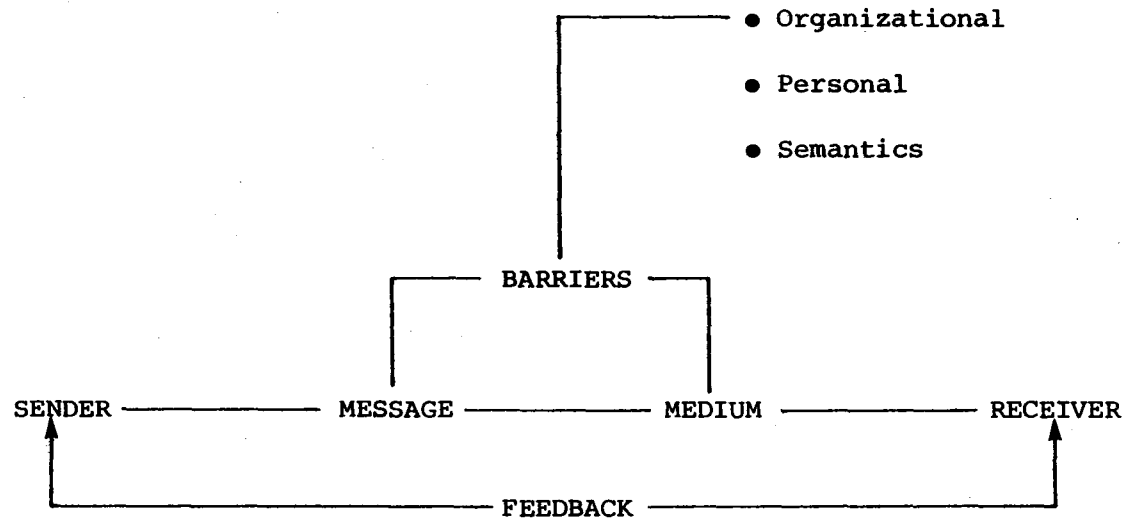 ● Organizational
● Personal
● Semantics
BARRIERS
SENDER MESSAGE MEDIUM RECEIVER
FEEDBACK